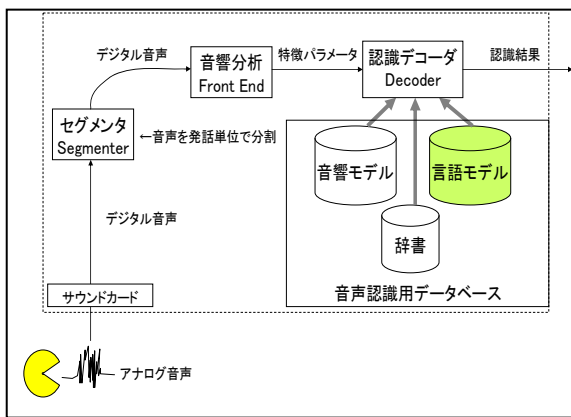 デジタル音声
音響分析
Front End
特徴パラメータ
認識デコーダ
Decoder
認識結果
セグメンタ
Segmenter
←音声を発話単位で分割
音響モデル
言語モデル
辞書
音声認識用データベース
デジタル音声
サウンドカード
アナログ音声